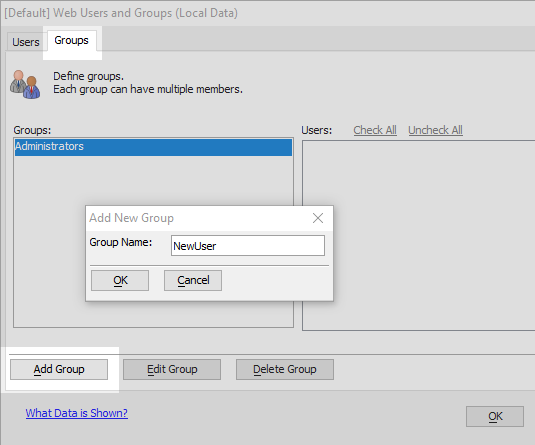 [Default] Web Users and Groups (Local Data)
Users Groups
Define groups.
Each group can have multiple members.
Groups: Users: Check All Uncheck All
Administrators
Add New Group
Group Name: NewUser
OK Cancel
Add Group Edit Group Delete Group
What Data is Shown? OK